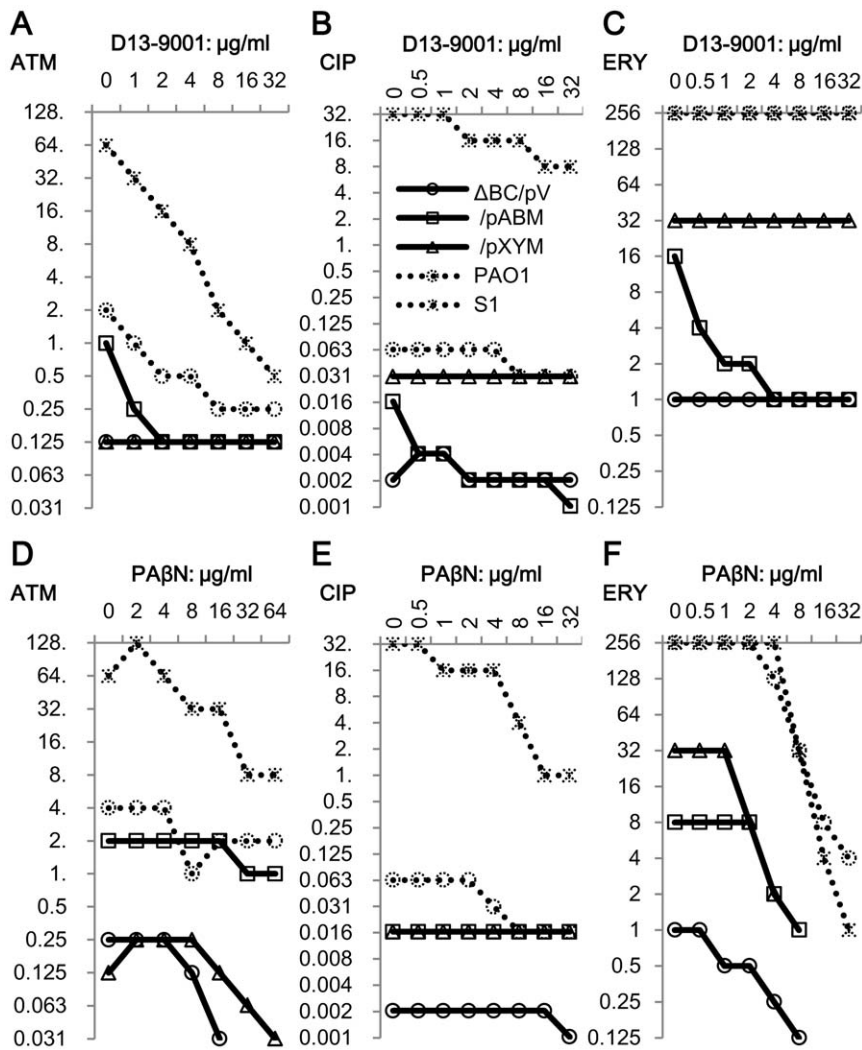 A
D13-9001: µg/ml
ATM
0 1 2 4 8 16 32
128.
64.
32.
16.
8.
4.
2.
1.
0.5
0.25
0.125
0.063
0.031
B
D13-9001: µg/ml
CIP
0 0.5 1 2 8 16 32
32.
16.
8.
4.
2.
1.
0.5
0.25
0.125
0.063
0.031
0.016
0.008
0.004
0.002
0.001
ΔBC/pV
/pABM
/pXYM
PAO1
S1
C
D13-9001: µg/ml
ERY
0 0.5 1 2 4 8 16 32
256
128
64
32
16
8
4
2
1
0.5
0.25
0.125
D
PAβN: µg/ml
ATM
0 2 4 8 16 32 64
128.
64.
32.
16.
8.
4.
2.
1.
0.5
0.25
0.125
0.063
0.031
E
PAβN: µg/ml
CIP
0 0.5 1 2 4 8 16 32
32.
16.
8.
4.
2.
1.
0.5
0.25
0.125
0.063
0.031
0.016
0.008
0.004
0.002
0.001
F
PAβN: µg/ml
ERY
0 0.5 1 2 4 8 16 32
256
128
64
32
16
8
4
2
1
0.5
0.25
0.125